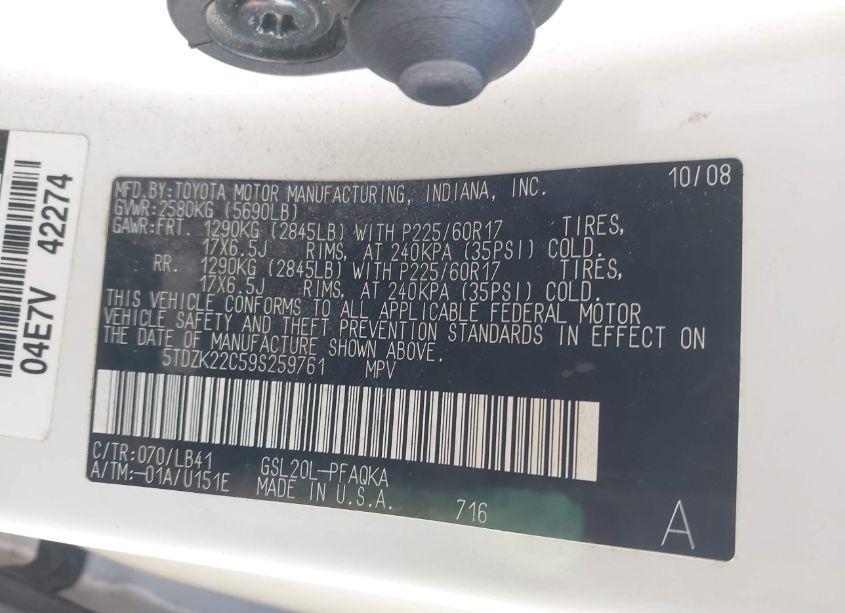 04E7V 42274
MFD.BY:TOYOTA MOTOR MANUFACTURING, INDIANA, INC. 10/08
GVWR:2580KG (5690LB)
GAWR:FRT. 1290KG (2845LB) WITH P225/60R17 TIRES,
17X6.5J RIMS, AT 240KPA (35PSI) COLD.
RR. 1290KG (2845LB) WITH P225/60R17 TIRES,
17X6.5J RIMS, AT 240KPA (35PSI) COLD.
THIS VEHICLE CONFORMS TO ALL APPLICABLE FEDERAL MOTOR
VEHICLE SAFETY AND THEFT PREVENTION STANDARDS IN EFFECT ON
THE DATE OF MANUFACTURE SHOWN ABOVE.
5TDZK22C59S259761 MPV
C/TR:070/LB41 GSL20L-PFAQKA
A/TM:-01A/U151E MADE IN U.S.A. 716 A